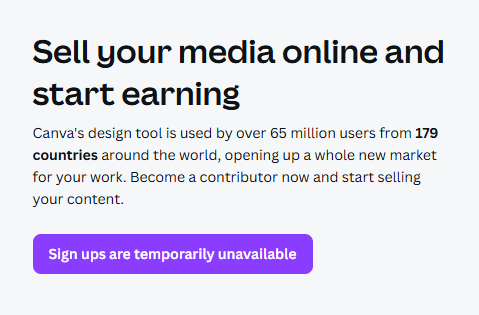 Sell your media online and
start earning
Canva's design tool is used by over 65 million users from 179
countries around the world, opening up a whole new market
for your work. Become a contributor now and start selling
your content.
Sign ups are temporarily unavailable